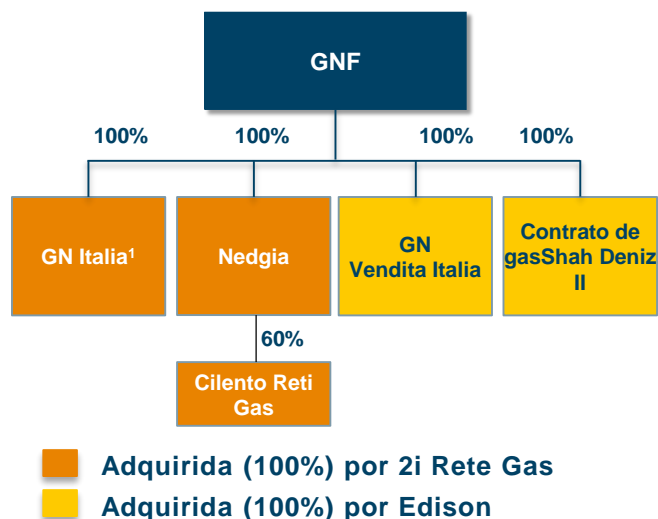 GNF
100% 100% 100% 100%
GN Italia¹
Nedgia
GN
Vendita Italia
Contrato de
gasShah Deniz
II
60%
Cilento Reti
Gas
Adquirida (100%) por 2i Rete Gas
Adquirida (100%) por Edison